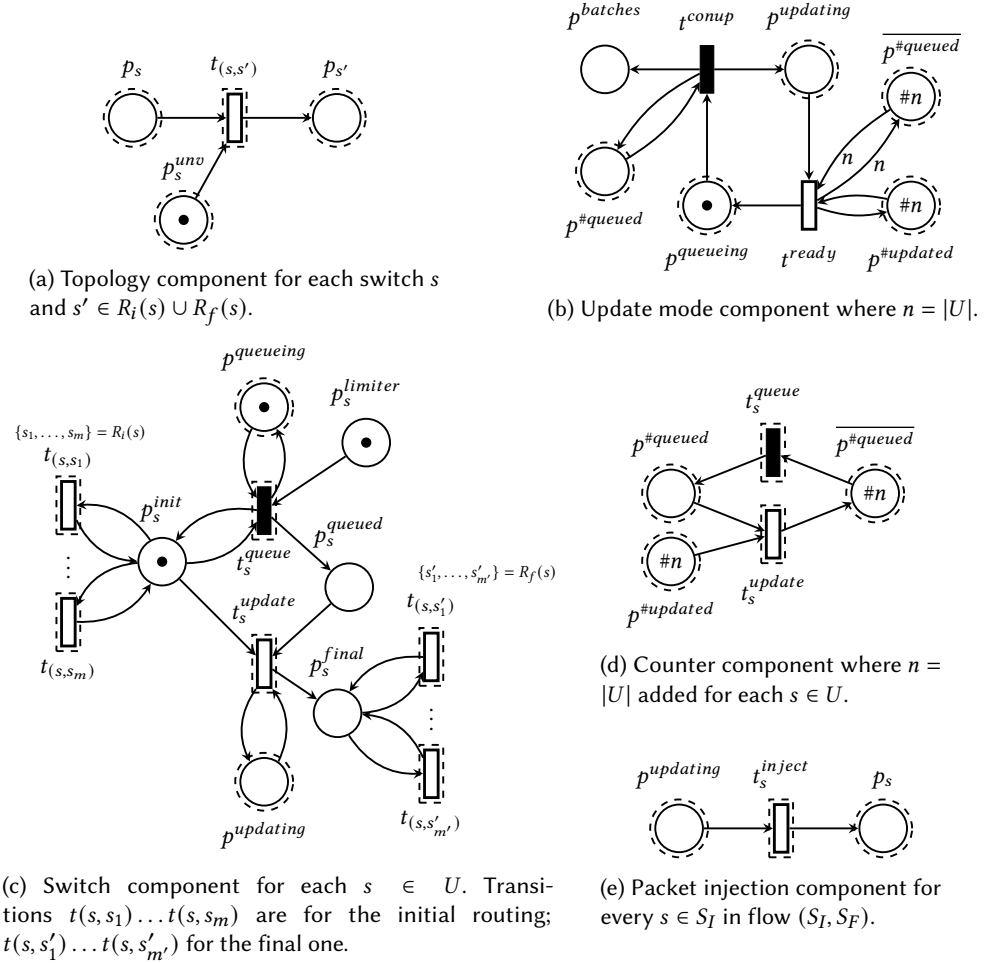 p_s
t_(s,s′)
p_s′
p_s^unv
(a) Topology component for each switch s
and s′ ∈ R_i(s) ∪ R_f(s).
p^batches
t^conup
p^updating
p^#queued
#n
n
n
p^#queued
p^queueing
t^ready
#n
p^#updated
(b) Update mode component where n = |U|.
p^queueing
p_s^limiter
{s_1, . . . , s_m} = R_i(s)
t_(s,s_1)
p_s^init
t_s^queue
p_s^queued
⋮
t_(s,s_m)
t_s^update
{s′_1, . . . , s′_m′} = R_f(s)
t_(s,s′_1)
p_s^final
⋮
p^updating
t_(s,s′_m′)
(c) Switch component for each s ∈ U. Transi-
tions t(s, s_1) . . . t(s, s_m) are for the initial routing;
t(s, s′_1) . . . t(s, s′_m′) for the final one.
t_s^queue
p^#queued
p^#queued
#n
#n
p^#updated
t_s^update
(d) Counter component where n =
|U| added for each s ∈ U.
p^updating
t_s^inject
p_s
(e) Packet injection component for
every s ∈ S_I in flow (S_I, S_F).